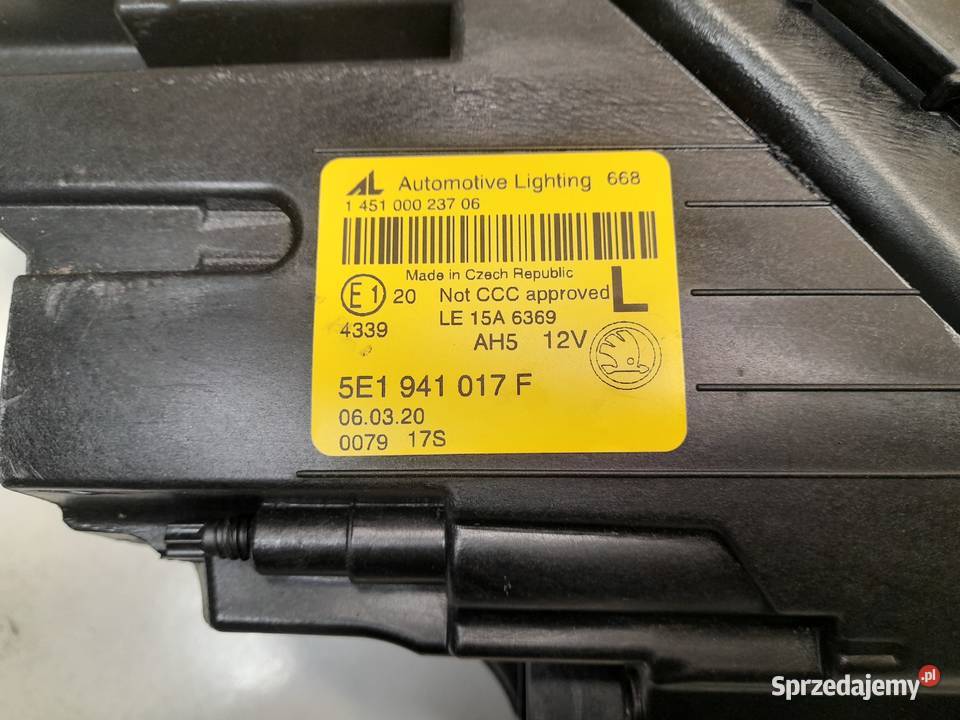 AL Automotive Lighting 668
1 451 000 237 06
Made in Czech Republic
E1 20 Not CCC approved L
4339 LE 15A 6369
AH5 12V
5E1 941 017 F
06.03.20
0079 17S
Sprzedajemy.pl